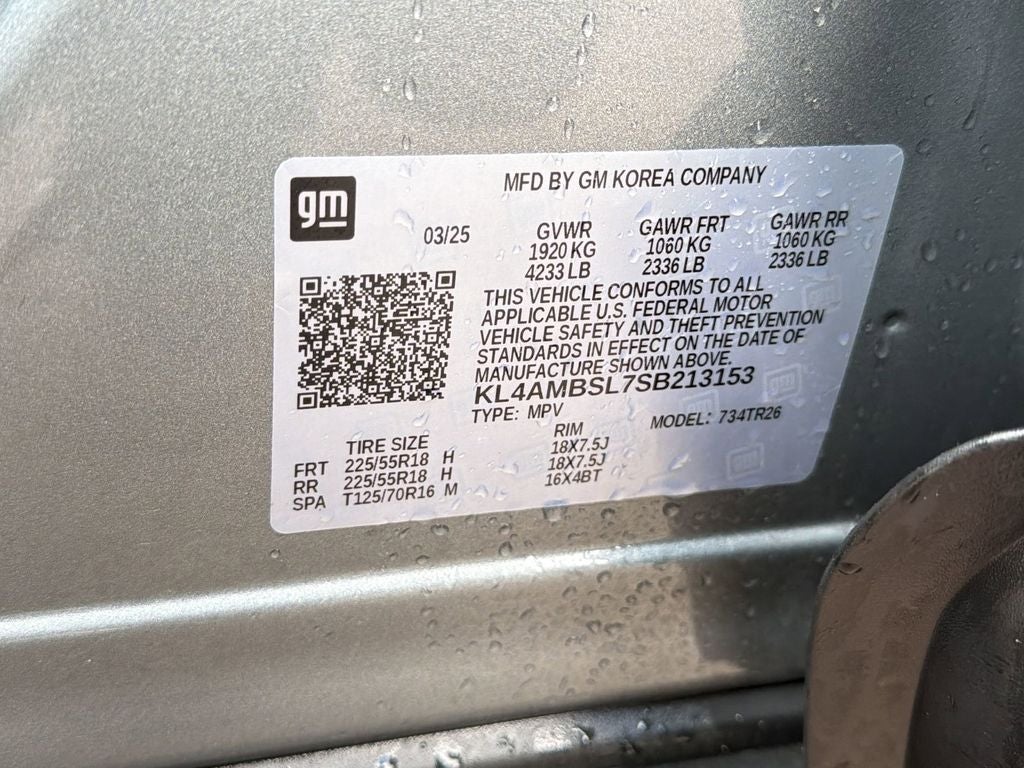 gm
MFD BY GM KOREA COMPANY
03/25
GVWR GAWR FRT GAWR RR
1920 KG 1060 KG 1060 KG
4233 LB 2336 LB 2336 LB
THIS VEHICLE CONFORMS TO ALL
APPLICABLE U.S. FEDERAL MOTOR
VEHICLE SAFETY AND THEFT PREVENTION
STANDARDS IN EFFECT ON THE DATE OF
MANUFACTURE SHOWN ABOVE.
KL4AMBSL7SB213153
TYPE: MPV MODEL: 734TR26
TIRE SIZE RIM
FRT 225/55R18 H 18X7.5J
RR 225/55R18 H 18X7.5J
SPA T125/70R16 M 16X4BT